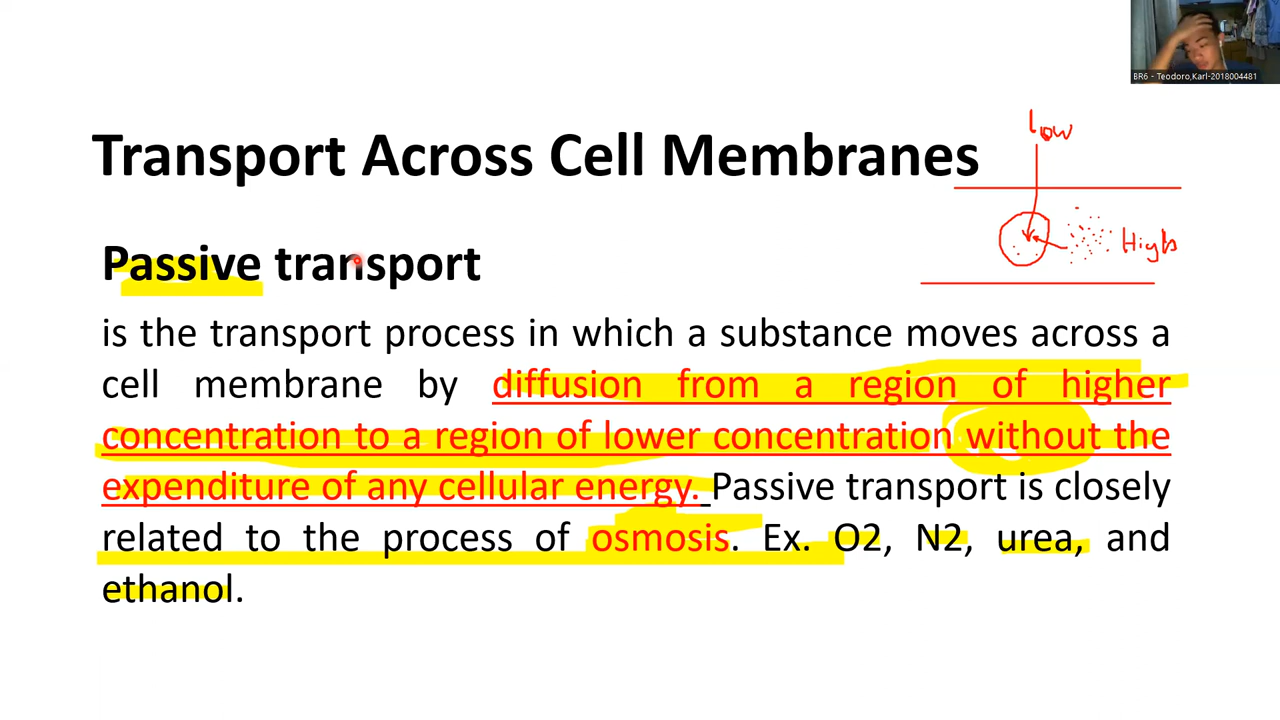 BR6 - Teodoro,Karl-2018004481
Low
Transport Across Cell Membranes
High
Passive transport
is the transport process in which a substance moves across a
cell membrane by diffusion from a region of higher
concentration to a region of lower concentration without the
expenditure of any cellular energy. Passive transport is closely
related to the process of osmosis. Ex. O2, N2, urea, and
ethanol.